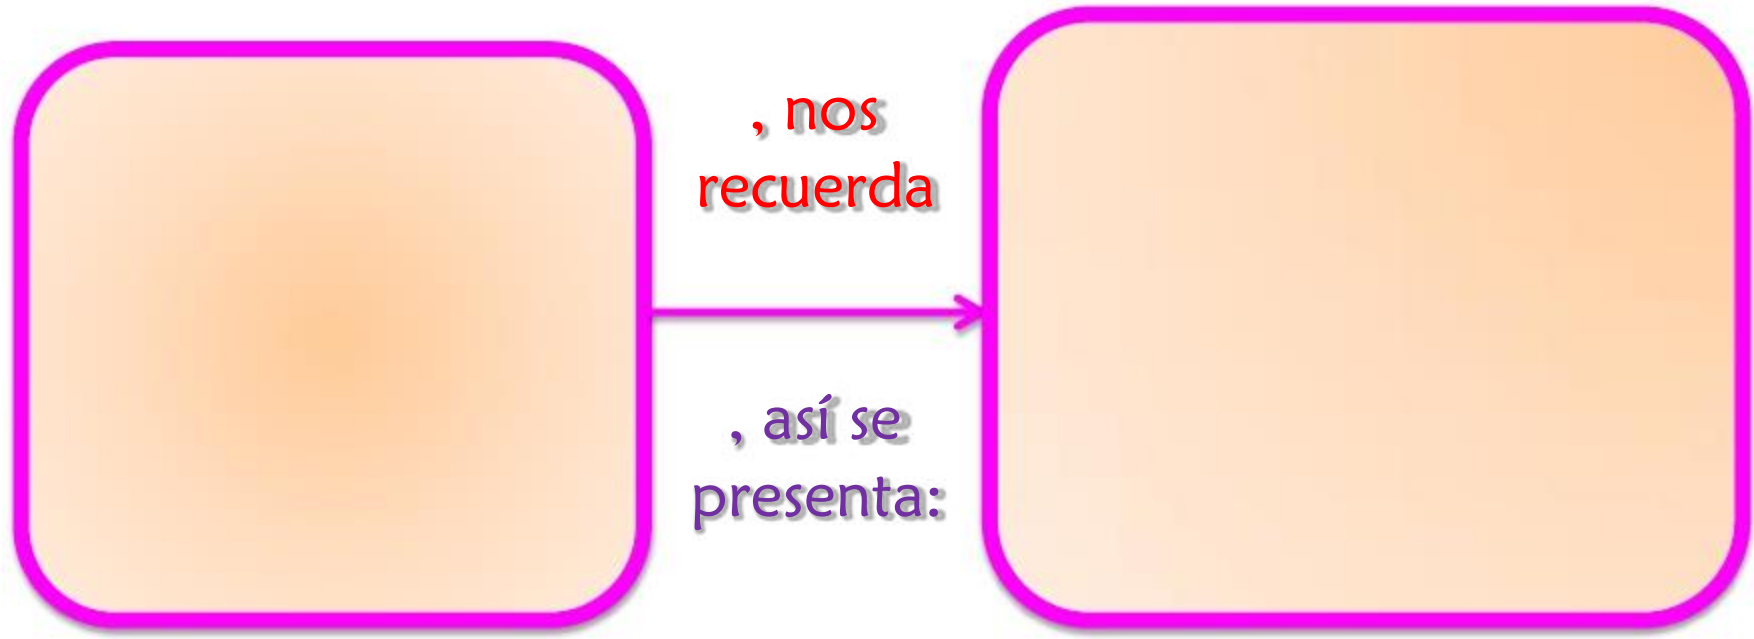 , nos
recuerda
, así se
presenta: